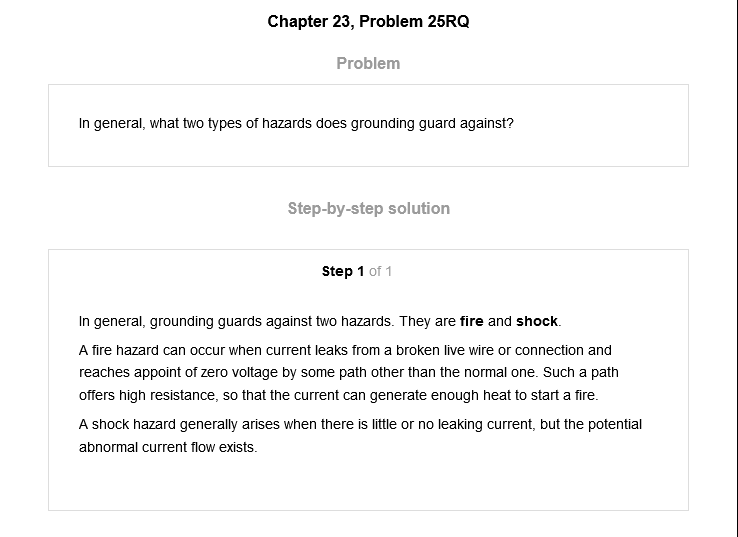 Chapter 23, Problem 25RQ
Problem
In general, what two types of hazards does grounding guard against?
Step-by-step solution
Step 1 of 1
In general, grounding guards against two hazards. They are fire and shock.
A fire hazard can occur when current leaks from a broken live wire or connection and
reaches appoint of zero voltage by some path other than the normal one. Such a path
offers high resistance, so that the current can generate enough heat to start a fire.
A shock hazard generally arises when there is little or no leaking current, but the potential
abnormal current flow exists.